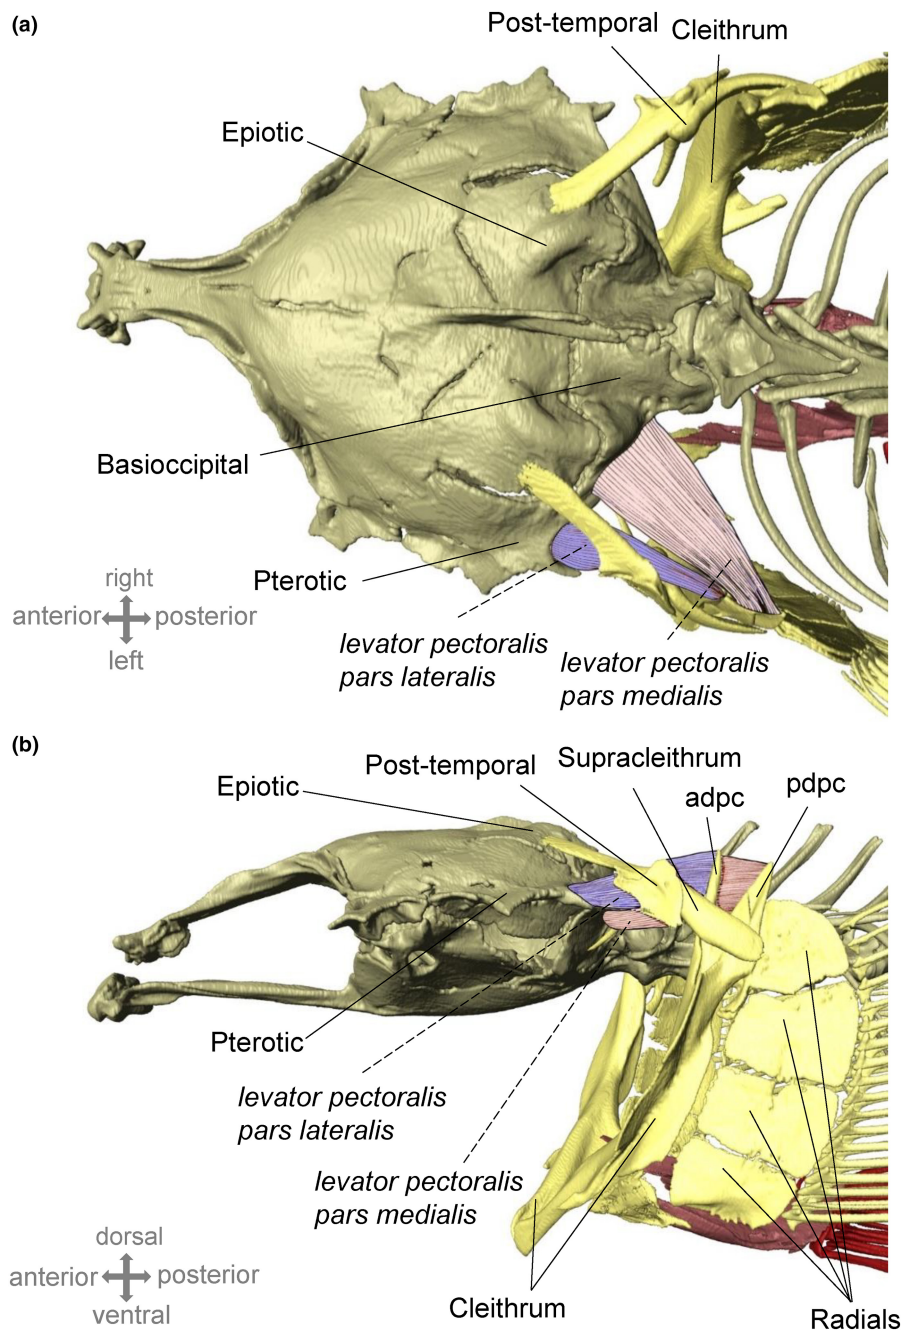 (a)
Post-temporal
Cleithrum
Epiotic
Basioccipital
Pterotic
right
anterior
posterior
left
levator pectoralis
pars lateralis
levator pectoralis
pars medialis
(b)
Supracleithrum
Post-temporal
Epiotic
adpc
pdpc
Pterotic
levator pectoralis
pars lateralis
levator pectoralis
pars medialis
dorsal
anterior
posterior
ventral
Cleithrum
Radials